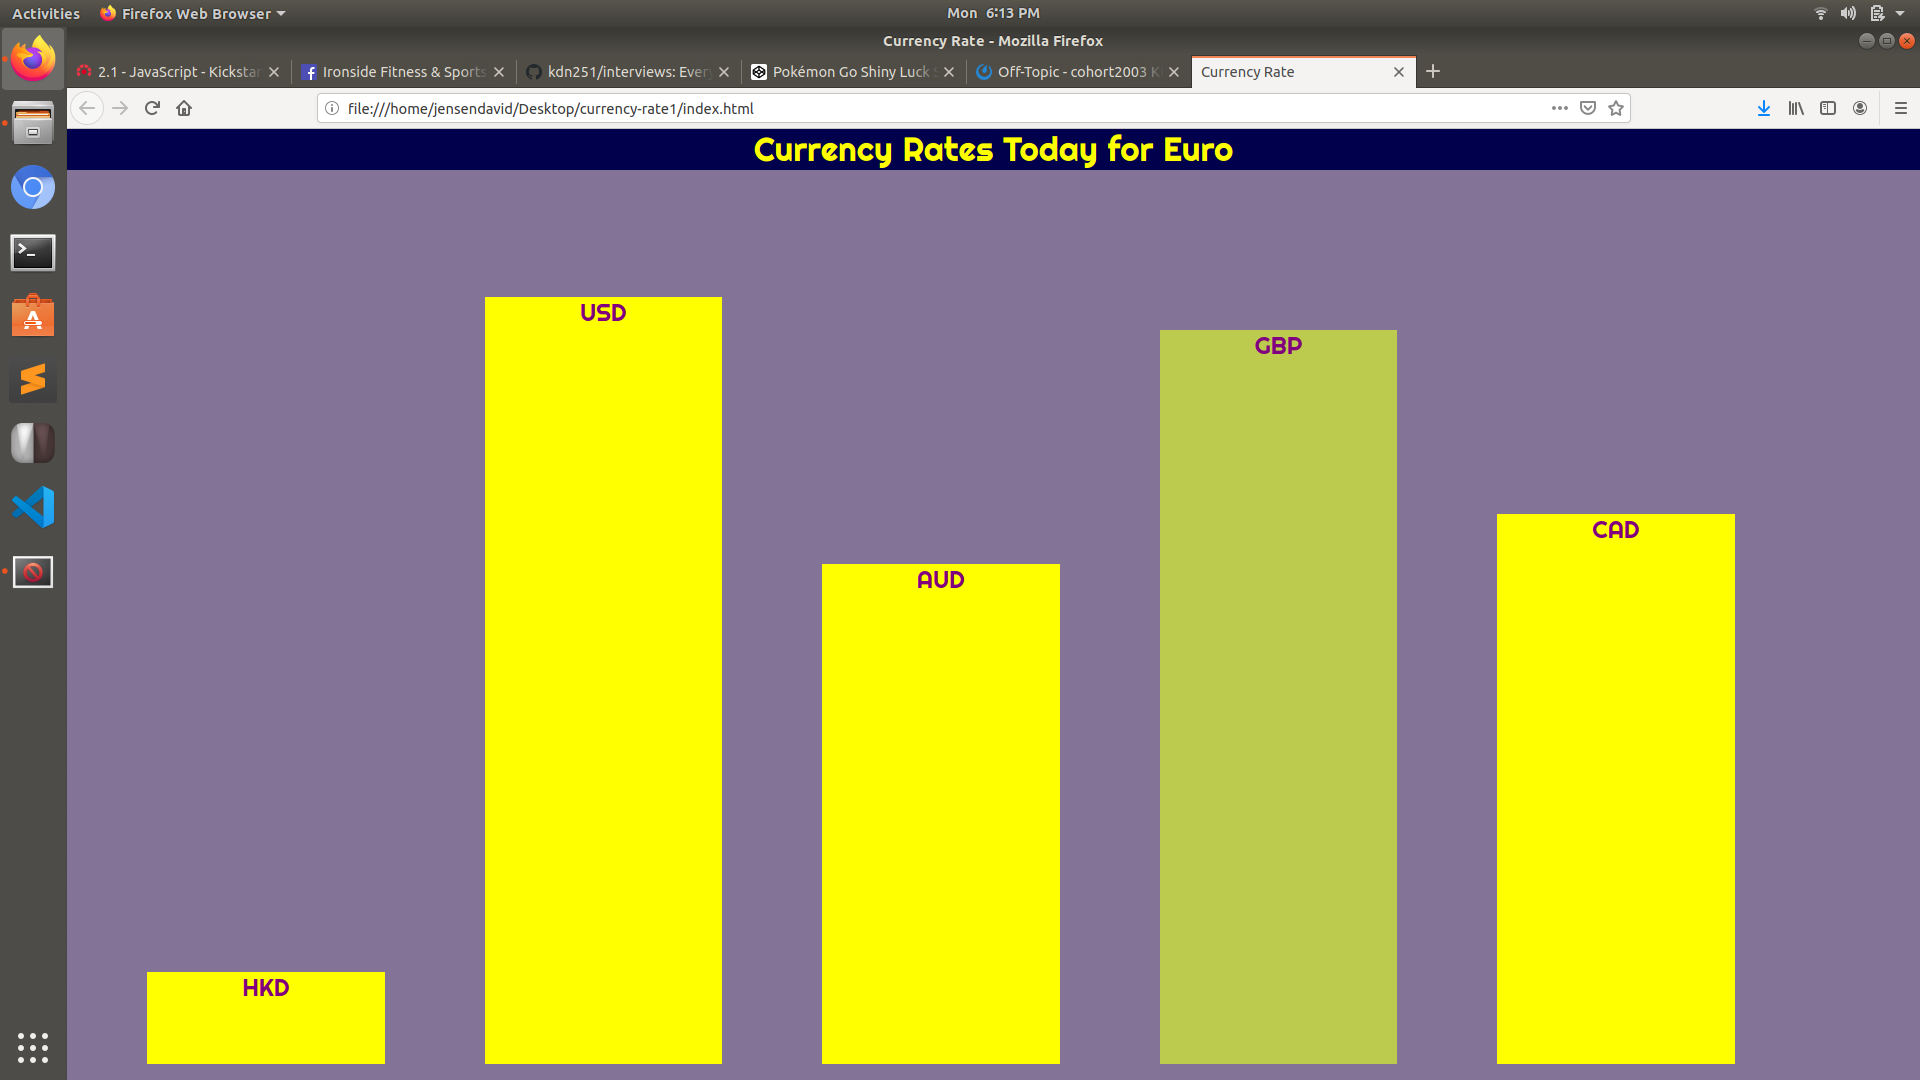 Activities Firefox Web Browser Mon 6:13 PM
Currency Rate - Mozilla Firefox
2.1 - JavaScript - Kickstar Ironside Fitness & Sports kdn251/interviews: Every Pokémon Go Shiny Luck Off-Topic - cohort2003 Currency Rate
file:///home/jensendavid/Desktop/currency-rate1/index.html
Currency Rates Today for Euro
USD
GBP
CAD
AUD
HKD